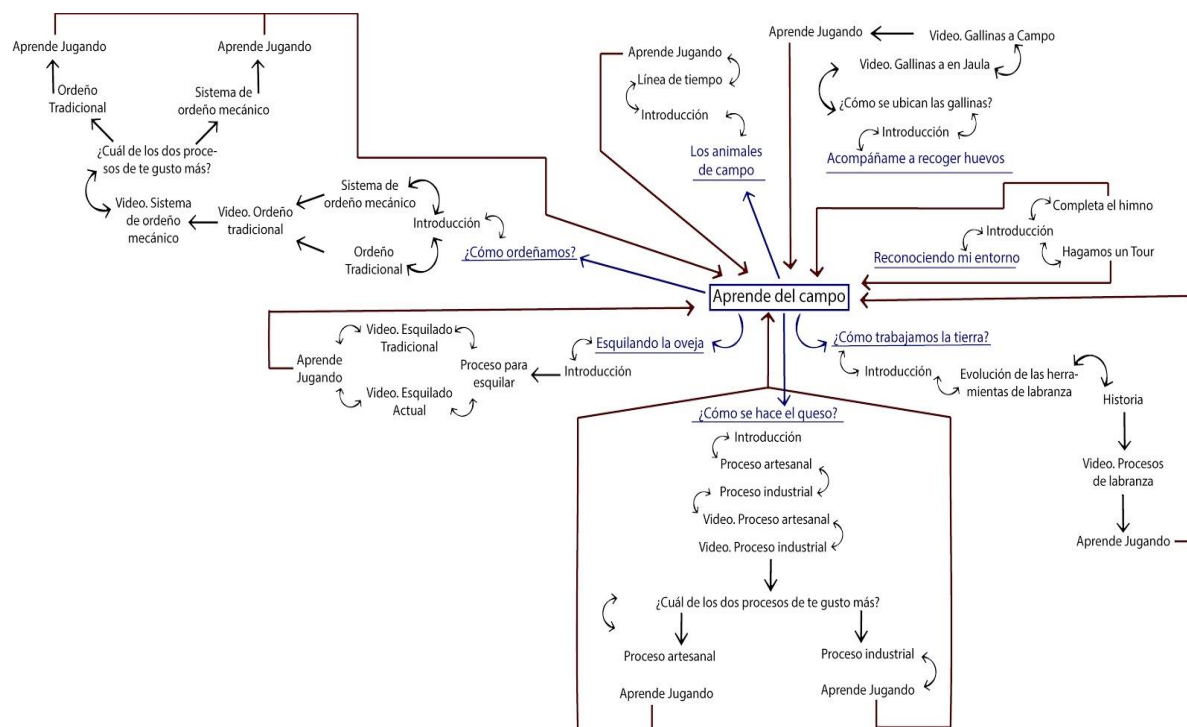 Aprende Jugando
Aprende Jugando
Ordeño
Tradicional
Sistema de
ordeño mecánico
¿Cuál de los dos proce-
sos de te gusto más?
Video. Sistema
de ordeño
mecánico
Video. Ordeño
tradicional
Sistema de
ordeño mecánico
Ordeño
Tradicional
Introducción
¿Cómo ordeñamos?
Aprende Jugando
Línea de tiempo
Introducción
Los animales
de campo
Aprende Jugando
Video. Gallinas a Campo
Video. Gallinas a en Jaula
¿Cómo se ubican las gallinas?
Introducción
Acompáñame a recoger huevos
Completa el himno
Introducción
Reconociendo mi entorno
Hagamos un Tour
Aprende del campo
Aprende
Jugando
Video. Esquilado
Tradicional
Video. Esquilado
Actual
Proceso para
esquilar
Introducción
Esquilando la oveja
¿Cómo trabajamos la tierra?
Introducción
Evolución de las herra-
mientas de labranza
Historia
Video. Procesos
de labranza
Aprende Jugando
¿Cómo se hace el queso?
Introducción
Proceso artesanal
Proceso industrial
Video. Proceso artesanal
Video. Proceso industrial
¿Cuál de los dos procesos de te gusto más?
Proceso artesanal
Proceso industrial
Aprende Jugando
Aprende Jugando